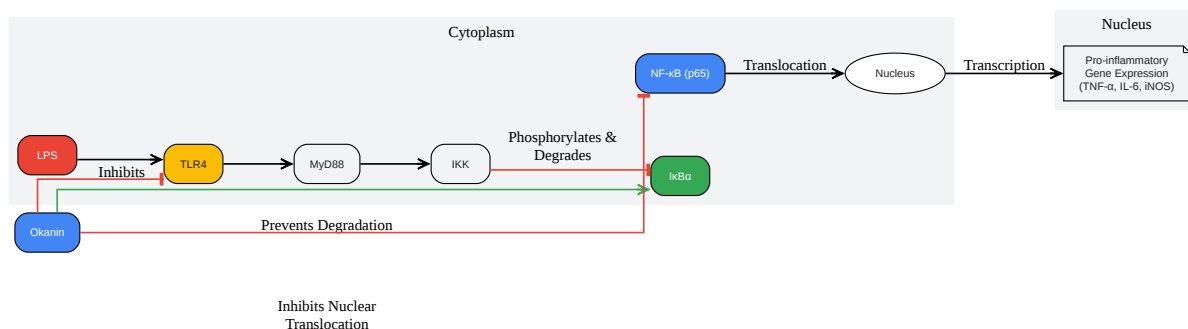 Cytoplasm
Nucleus
NF-κB (p65)
Translocation
Nucleus
Transcription
Pro-inflammatory
Gene Expression
(TNF-α, IL-6, iNOS)
LPS
Inhibits
TLR4
MyD88
IKK
Phosphorylates &
Degrades
IκBα
Okanin
Prevents Degradation
Inhibits Nuclear
Translocation